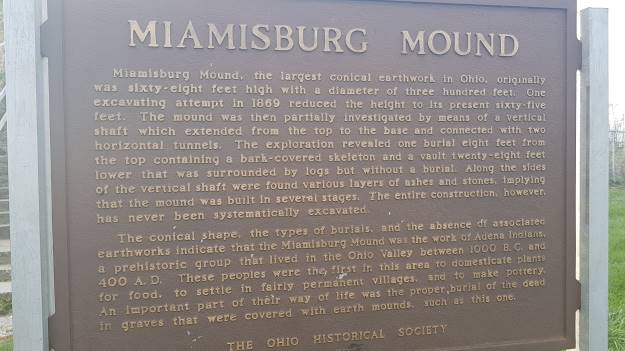 MIAMISBURG MOUND
Miamisburg Mound, the largest conical earthwork in Ohio, originally
was sixty-eight feet high with a diameter of three hundred feet. One
excavating attempt in 1869 reduced the height to its present sixty-five
feet. The mound was then partially investigated by means of a vertical
shaft which extended from the top to the base and connected with two
horizontal tunnels. The exploration revealed one burial eight feet from
the top containing a bark-covered skeleton and a vault twenty-eight feet
lower that was surrounded by logs but without a burial. Along the sides
of the vertical shaft were found various layers of ashes and stones, implying
that the mound was built in several stages. The entire construction, however,
has never been systematically excavated.
The conical shape, the types of burials, and the absence of associated
earthworks indicate that the Miamisburg Mound was the work of Adena Indians,
a prehistoric group that lived in the Ohio Valley between 1000 B.C. and
400 A.D. These peoples were the first in this area to domesticate plants
for food, to settle in fairly permanent villages, and to make pottery.
An important part of their way of life was the proper burial of the dead
in graves that were covered with earth mounds, such as this one.
THE OHIO HISTORICAL SOCIETY